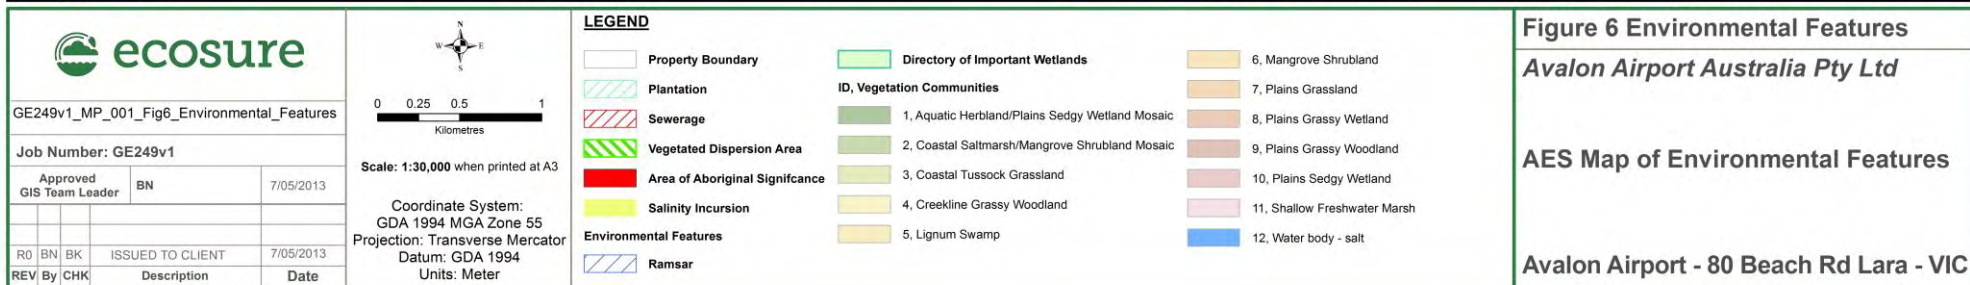 ecosure
GE249v1_MP_001_Fig6_Environmental_Features
Job Number: GE249v1
Approved
GIS Team Leader
BN
7/05/2013
R0 BN BK ISSUED TO CLIENT 7/05/2013
REV By CHK Description Date
N
W E
S
0 0.25 0.5 1
Kilometres
Scale: 1:30,000 when printed at A3
Coordinate System:
GDA 1994 MGA Zone 55
Projection: Transverse Mercator
Datum: GDA 1994
Units: Meter
LEGEND
Property Boundary
Plantation
Sewerage
Vegetated Dispersion Area
Area of Aboriginal Signifcance
Salinity Incursion
Environmental Features
Ramsar
Directory of Important Wetlands
ID, Vegetation Communities
1, Aquatic Herbland/Plains Sedgy Wetland Mosaic
2, Coastal Saltmarsh/Mangrove Shrubland Mosaic
3, Coastal Tussock Grassland
4, Creekline Grassy Woodland
5, Lignum Swamp
6, Mangrove Shrubland
7, Plains Grassland
8, Plains Grassy Wetland
9, Plains Grassy Woodland
10, Plains Sedgy Wetland
11, Shallow Freshwater Marsh
12, Water body - salt
Figure 6 Environmental Features
Avalon Airport Australia Pty Ltd
AES Map of Environmental Features
Avalon Airport - 80 Beach Rd Lara - VIC